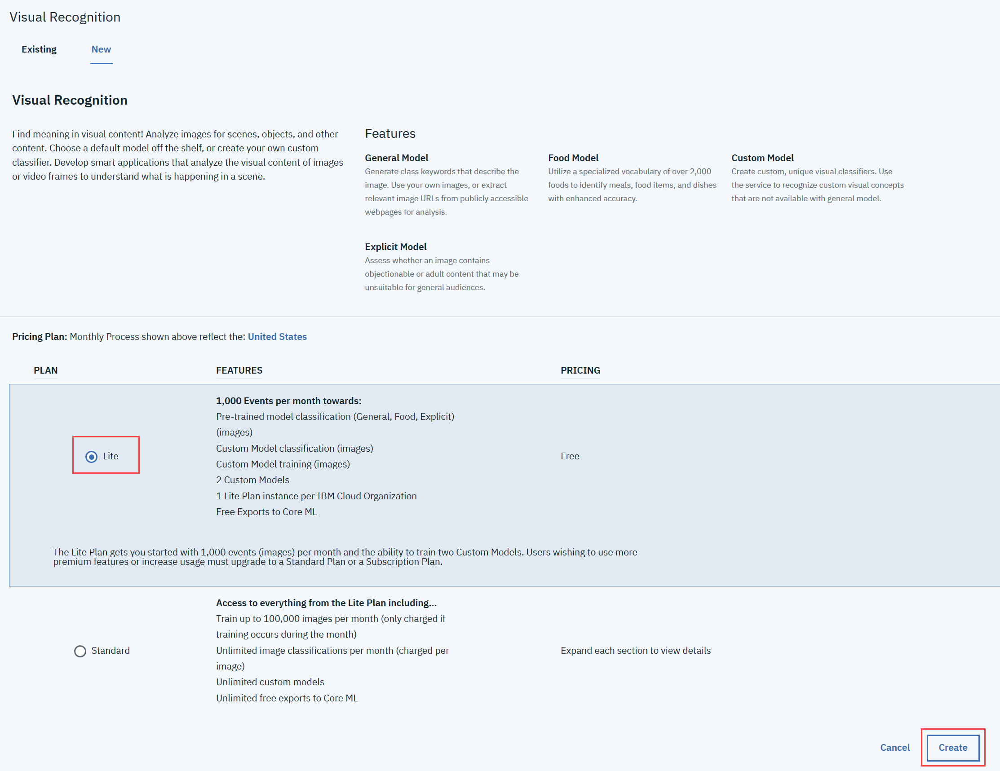 Visual Recognition
Existing
New
Visual Recognition
Find meaning in visual content! Analyze images for scenes, objects, and other
content. Choose a default model off the shelf, or create your own custom
classifier. Develop smart applications that analyze the visual content of images
or video frames to understand what is happening in a scene.
Features
General Model
Generate class keywords that describe the
image. Use your own images, or extract
relevant image URLs from publicly accessible
webpages for analysis.
Food Model
Utilize a specialized vocabulary of over 2,000
foods to identify meals, food items, and dishes
with enhanced accuracy.
Custom Model
Create custom, unique visual classifiers. Use
the service to recognize custom visual concepts
that are not available with general model.
Explicit Model
Assess whether an image contains
objectionable or adult content that may be
unsuitable for general audiences.
Pricing Plan: Monthly Process shown above reflect the: United States
PLAN
FEATURES
PRICING
Lite
1,000 Events per month towards:
Pre-trained model classification (General, Food, Explicit)
(images)
Custom Model classification (images)
Custom Model training (images)
2 Custom Models
1 Lite Plan instance per IBM Cloud Organization
Free Exports to Core ML
Free
The Lite Plan gets you started with 1,000 events (images) per month and the ability to train two Custom Models. Users wishing to use more
premium features or increase usage must upgrade to a Standard Plan or a Subscription Plan.
Standard
Access to everything from the Lite Plan including...
Train up to 100,000 images per month (only charged if
training occurs during the month)
Unlimited image classifications per month (charged per
image)
Unlimited custom models
Unlimited free exports to Core ML
Expand each section to view details
Cancel
Create